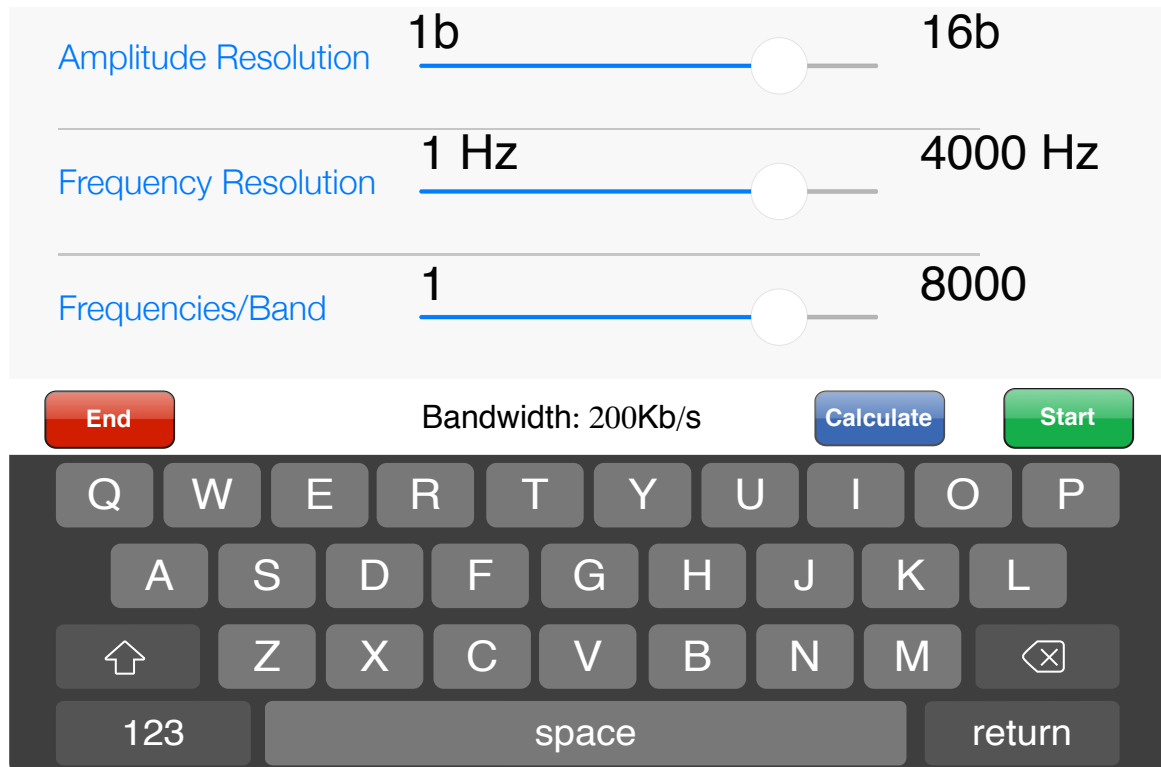 1b 16b
Amplitude Resolution
1 Hz 4000 Hz
Frequency Resolution
1 8000
Frequencies/Band
End Bandwidth: 200Kb/s Calculate Start
Q W E R T Y U I O P
A S D F G H J K L
Z X C V B N M
123 space return